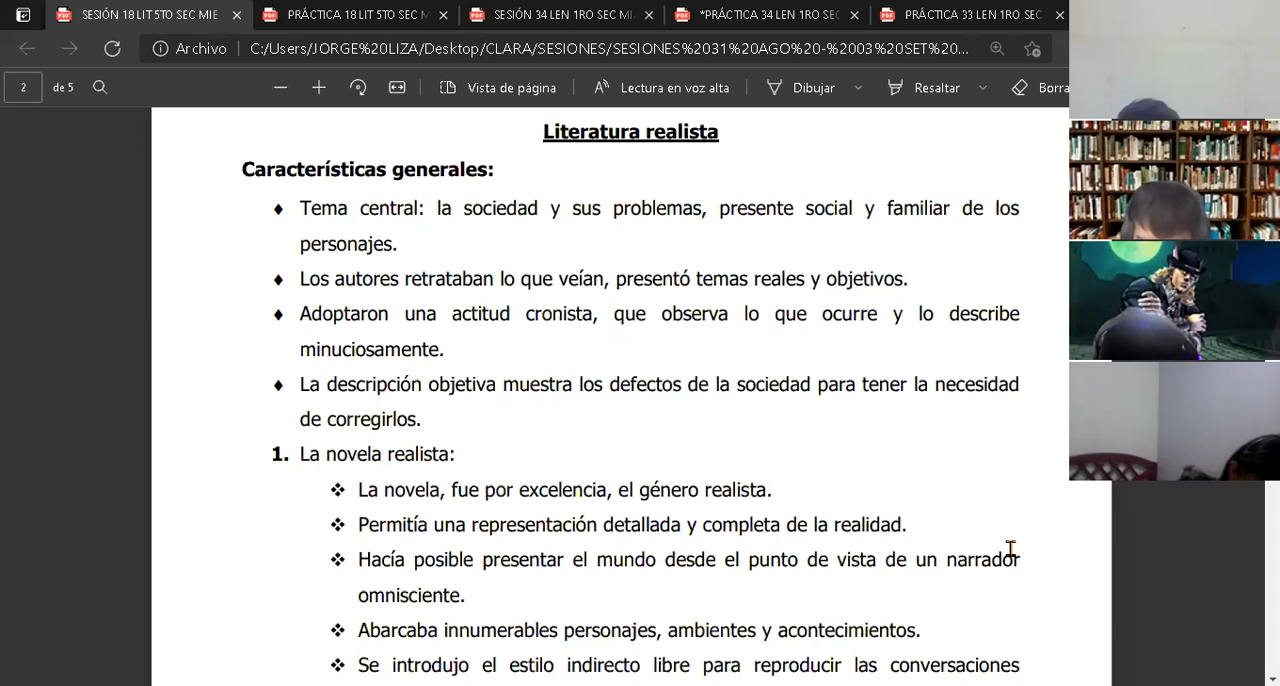 SESIÓN 18 LIT 5TO SEC MIE
PRÁCTICA 18 LIT 5TO SEC M
SESIÓN 34 LEN 1RO SEC MI
*PRÁCTICA 34 LEN 1RO SEC
PRÁCTICA 33 LEN 1RO SEC
Archivo
C:/Users/JORGE%20LIZA/Desktop/CLARA/SESIONES/SESIONES%2031%20AGO%20-%2003%20SET%20...
2
de 5
Vista de página
Lectura en voz alta
Dibujar
Resaltar
Borra
Literatura realista
Características generales:
♦ Tema central: la sociedad y sus problemas, presente social y familiar de los
personajes.
♦ Los autores retrataban lo que veían, presentó temas reales y objetivos.
♦ Adoptaron una actitud cronista, que observa lo que ocurre y lo describe
minuciosamente.
♦ La descripción objetiva muestra los defectos de la sociedad para tener la necesidad
de corregirlos.
1. La novela realista:
❖ La novela, fue por excelencia, el género realista.
❖ Permitía una representación detallada y completa de la realidad.
❖ Hacía posible presentar el mundo desde el punto de vista de un narrador
omnisciente.
❖ Abarcaba innumerables personajes, ambientes y acontecimientos.
❖ Se introdujo el estilo indirecto libre para reproducir las conversaciones